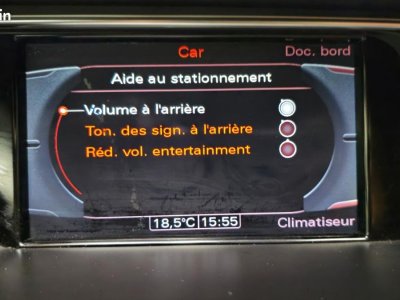 in
Car
Doc. bord
Aide au stationnement
Volume à l'arrière
Ton. des sign. à l'arrière
Réd. vol. entertainment
18,5°C 15:55
Climatiseur